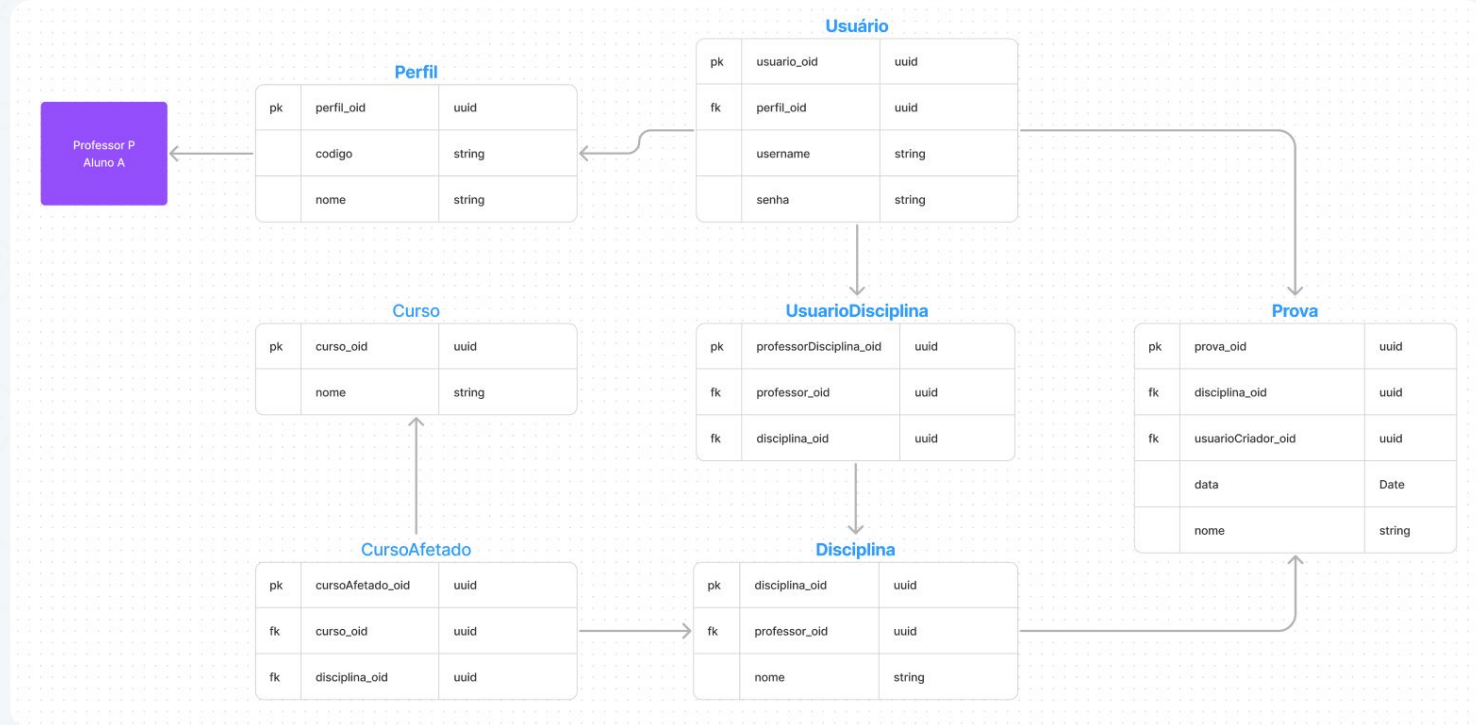 Usuário
pk usuario_oid uuid
fk perfil_oid uuid
username string
senha string
Perfil
pk perfil_oid uuid
codigo string
nome string
Professor P
Aluno A
Curso
pk curso_oid uuid
nome string
UsuarioDisciplina
pk professorDisciplina_oid uuid
fk professor_oid uuid
fk disciplina_oid uuid
Prova
pk prova_oid uuid
fk disciplina_oid uuid
fk usuarioCriador_oid uuid
data Date
nome string
CursoAfetado
pk cursoAfetado_oid uuid
fk curso_oid uuid
fk disciplina_oid uuid
Disciplina
pk disciplina_oid uuid
fk professor_oid uuid
nome string